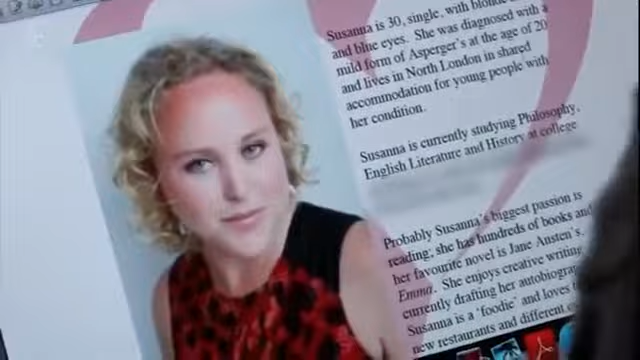 Susanna is 30, single, with blonde
and blue eyes. She was diagnosed with a
mild form of Asperger's at the age of 20
and lives in North London in shared
accommodation for young people with
her condition.
Susanna is currently studying Philosophy,
English Literature and History at college
Probably Susanna's biggest passion is
reading; she has hundreds of books and
her favourite novel is Jane Austen's,
Emma. She enjoys creative writing
currently drafting her
Susanna is a 'foodie' and loves
new restaurants and different